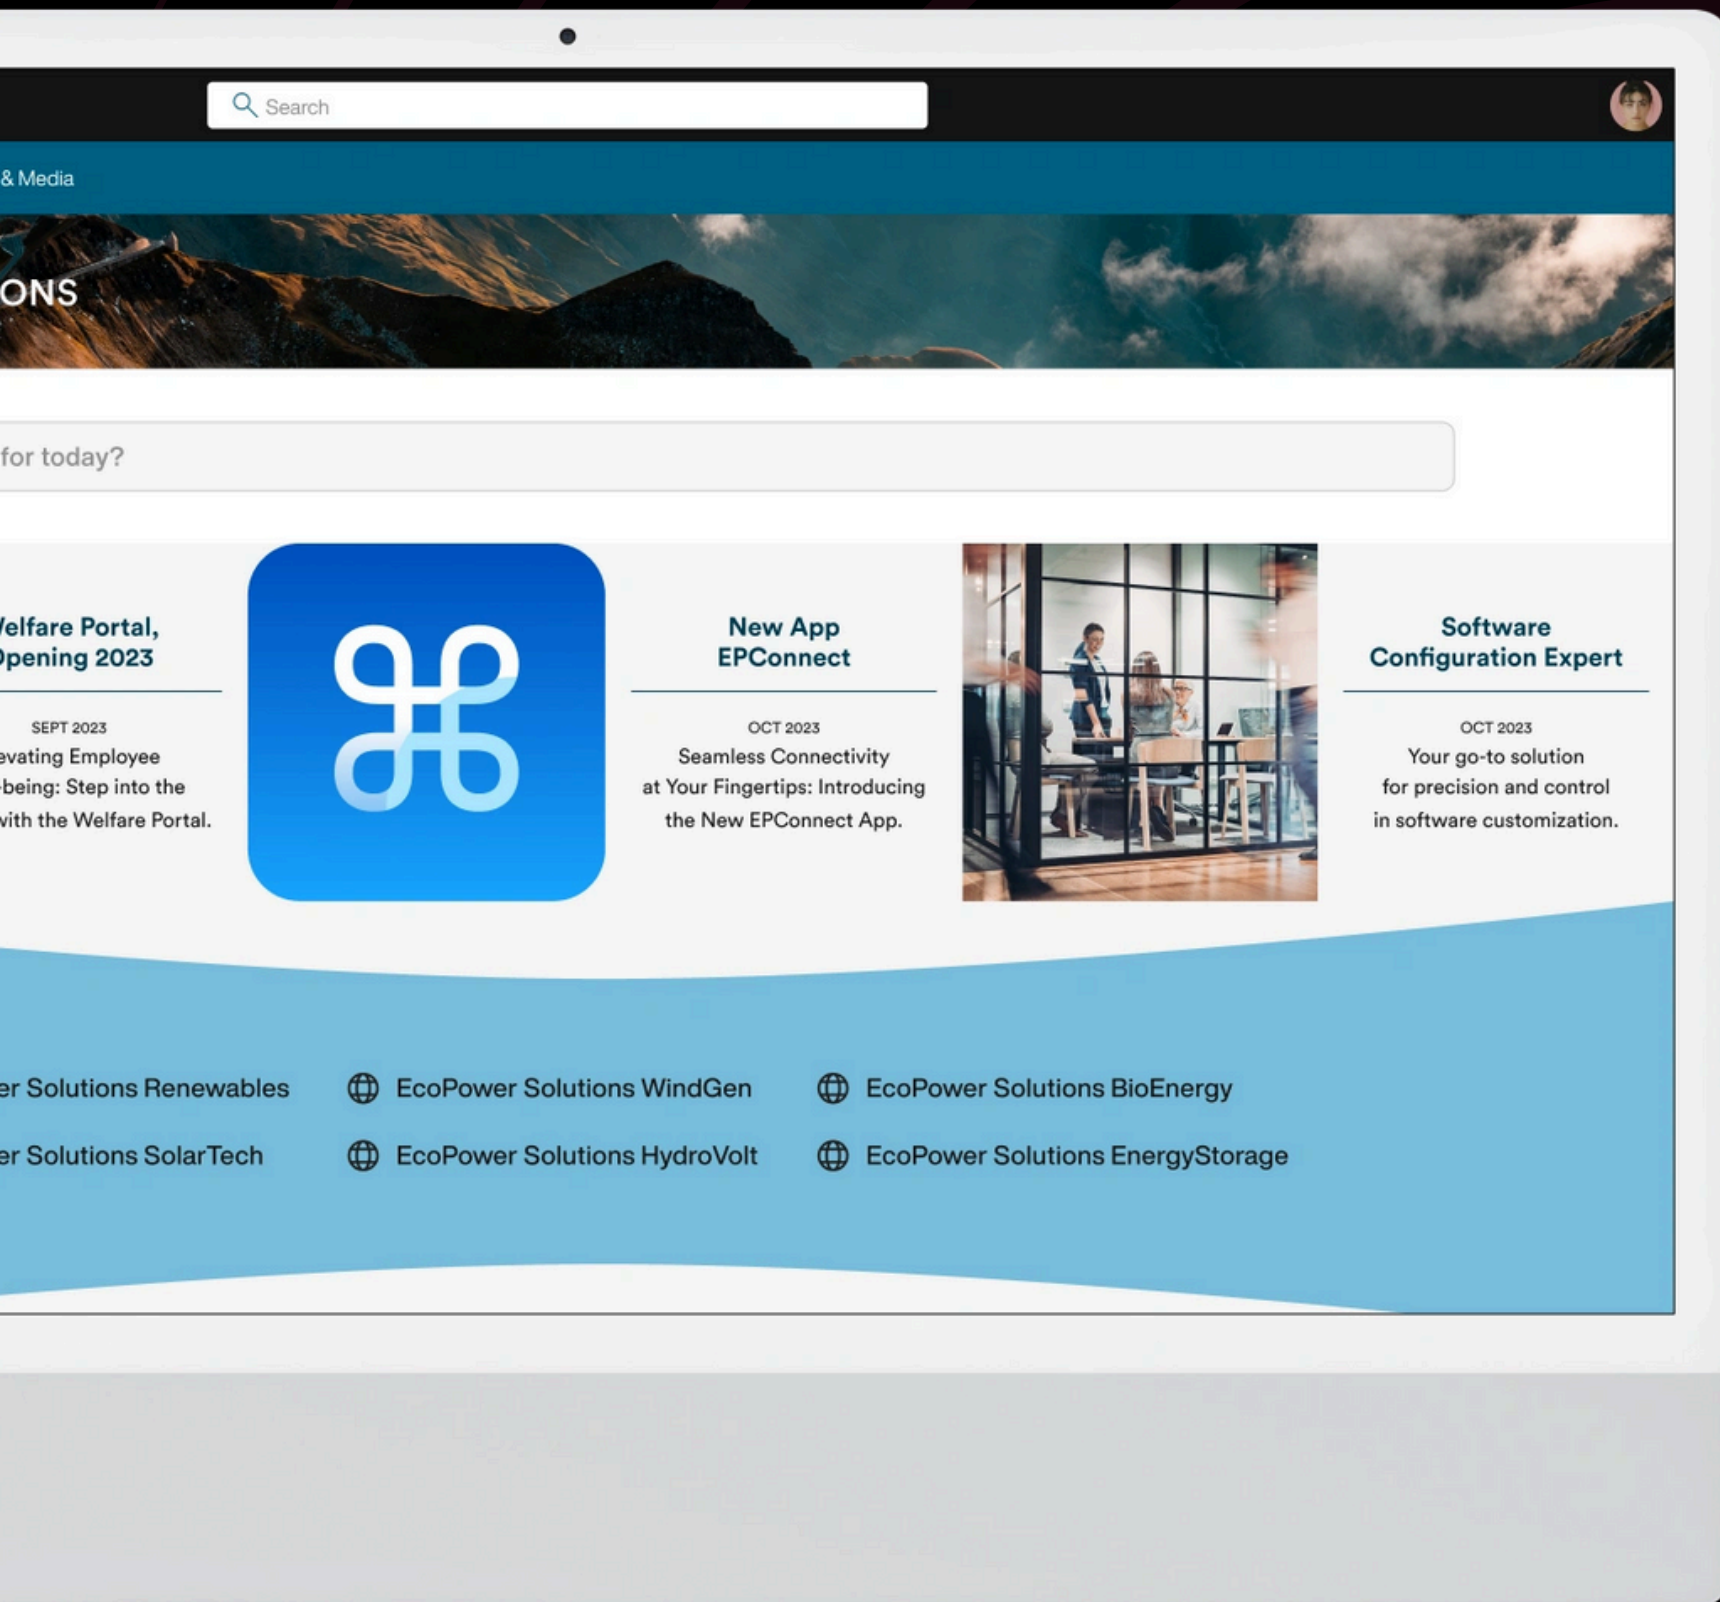 Search
& Media
ONS
for today?
elfare Portal,
Opening 2023
SEPT 2023
evating Employee
-being: Step into the
with the Welfare Portal.
New App
EPConnect
OCT 2023
Seamless Connectivity
at Your Fingertips: Introducing
the New EPConnect App.
Software
Configuration Expert
OCT 2023
Your go-to solution
for precision and control
in software customization.
er Solutions Renewables
EcoPower Solutions WindGen
EcoPower Solutions BioEnergy
er Solutions SolarTech
EcoPower Solutions HydroVolt
EcoPower Solutions EnergyStorage